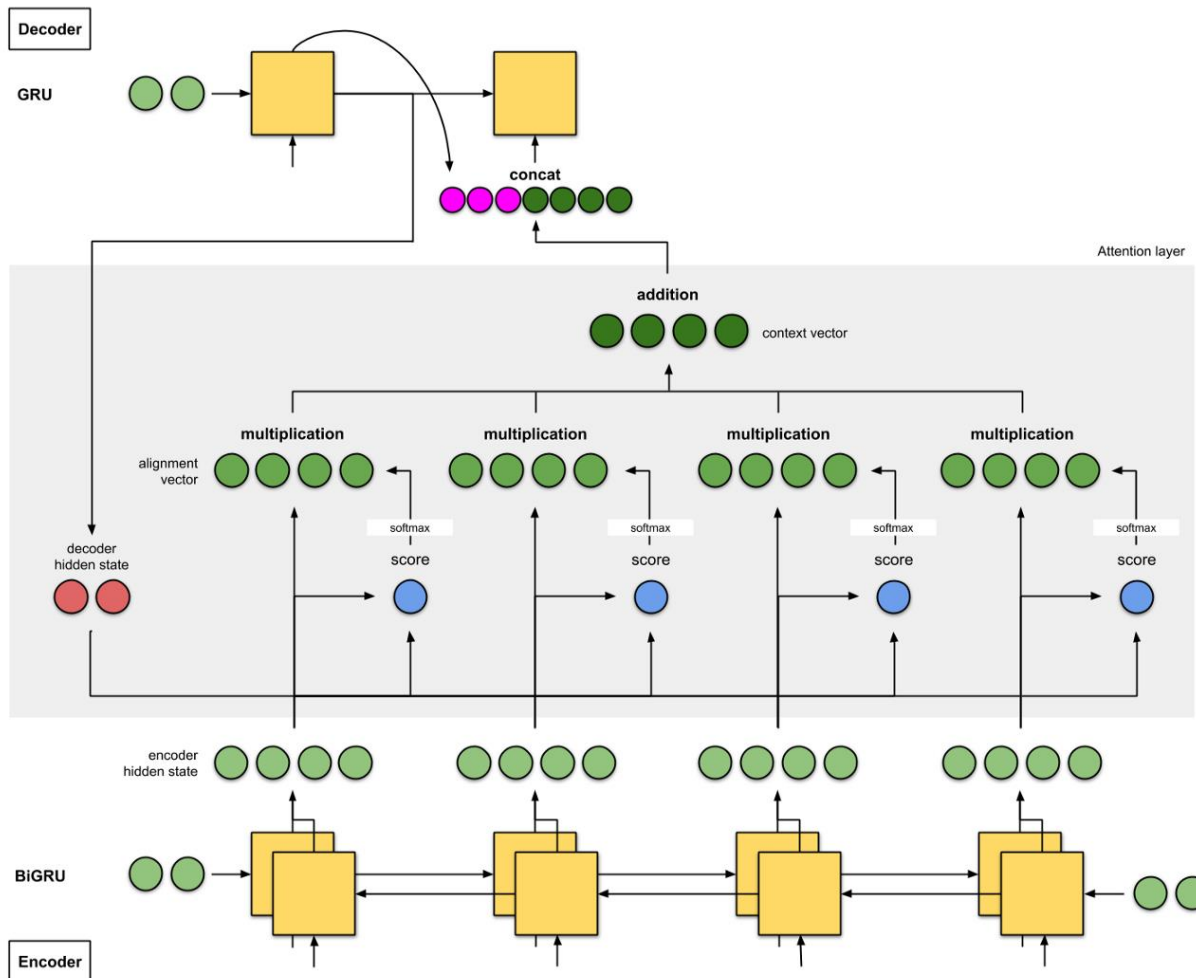 Decoder
GRU
concat
Attention layer
addition
context vector
multiplication
multiplication
multiplication
multiplication
alignment
vector
softmax
softmax
softmax
softmax
score
score
score
score
decoder
hidden state
encoder
hidden state
BiGRU
Encoder